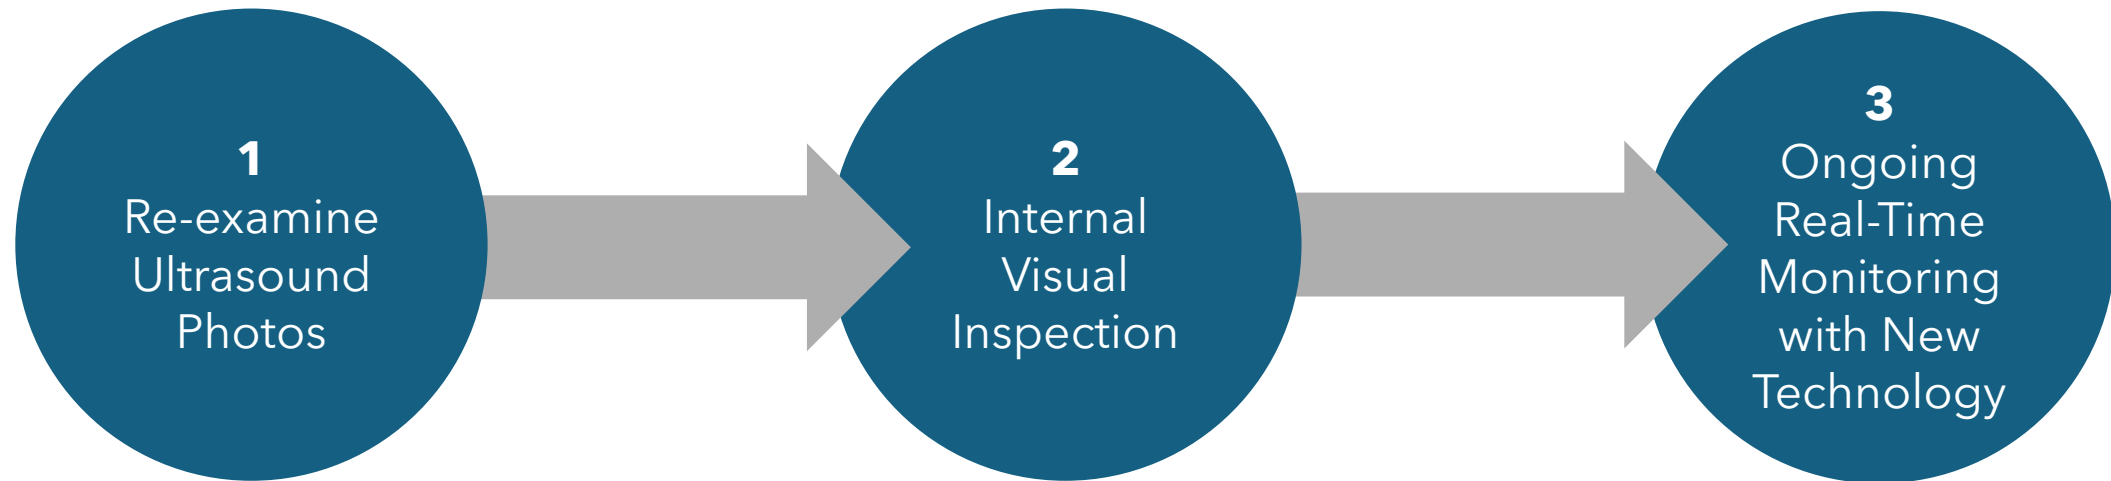 1
Re-examine
Ultrasound
Photos
2
Internal
Visual
Inspection
3
Ongoing
Real-Time
Monitoring
with New
Technology